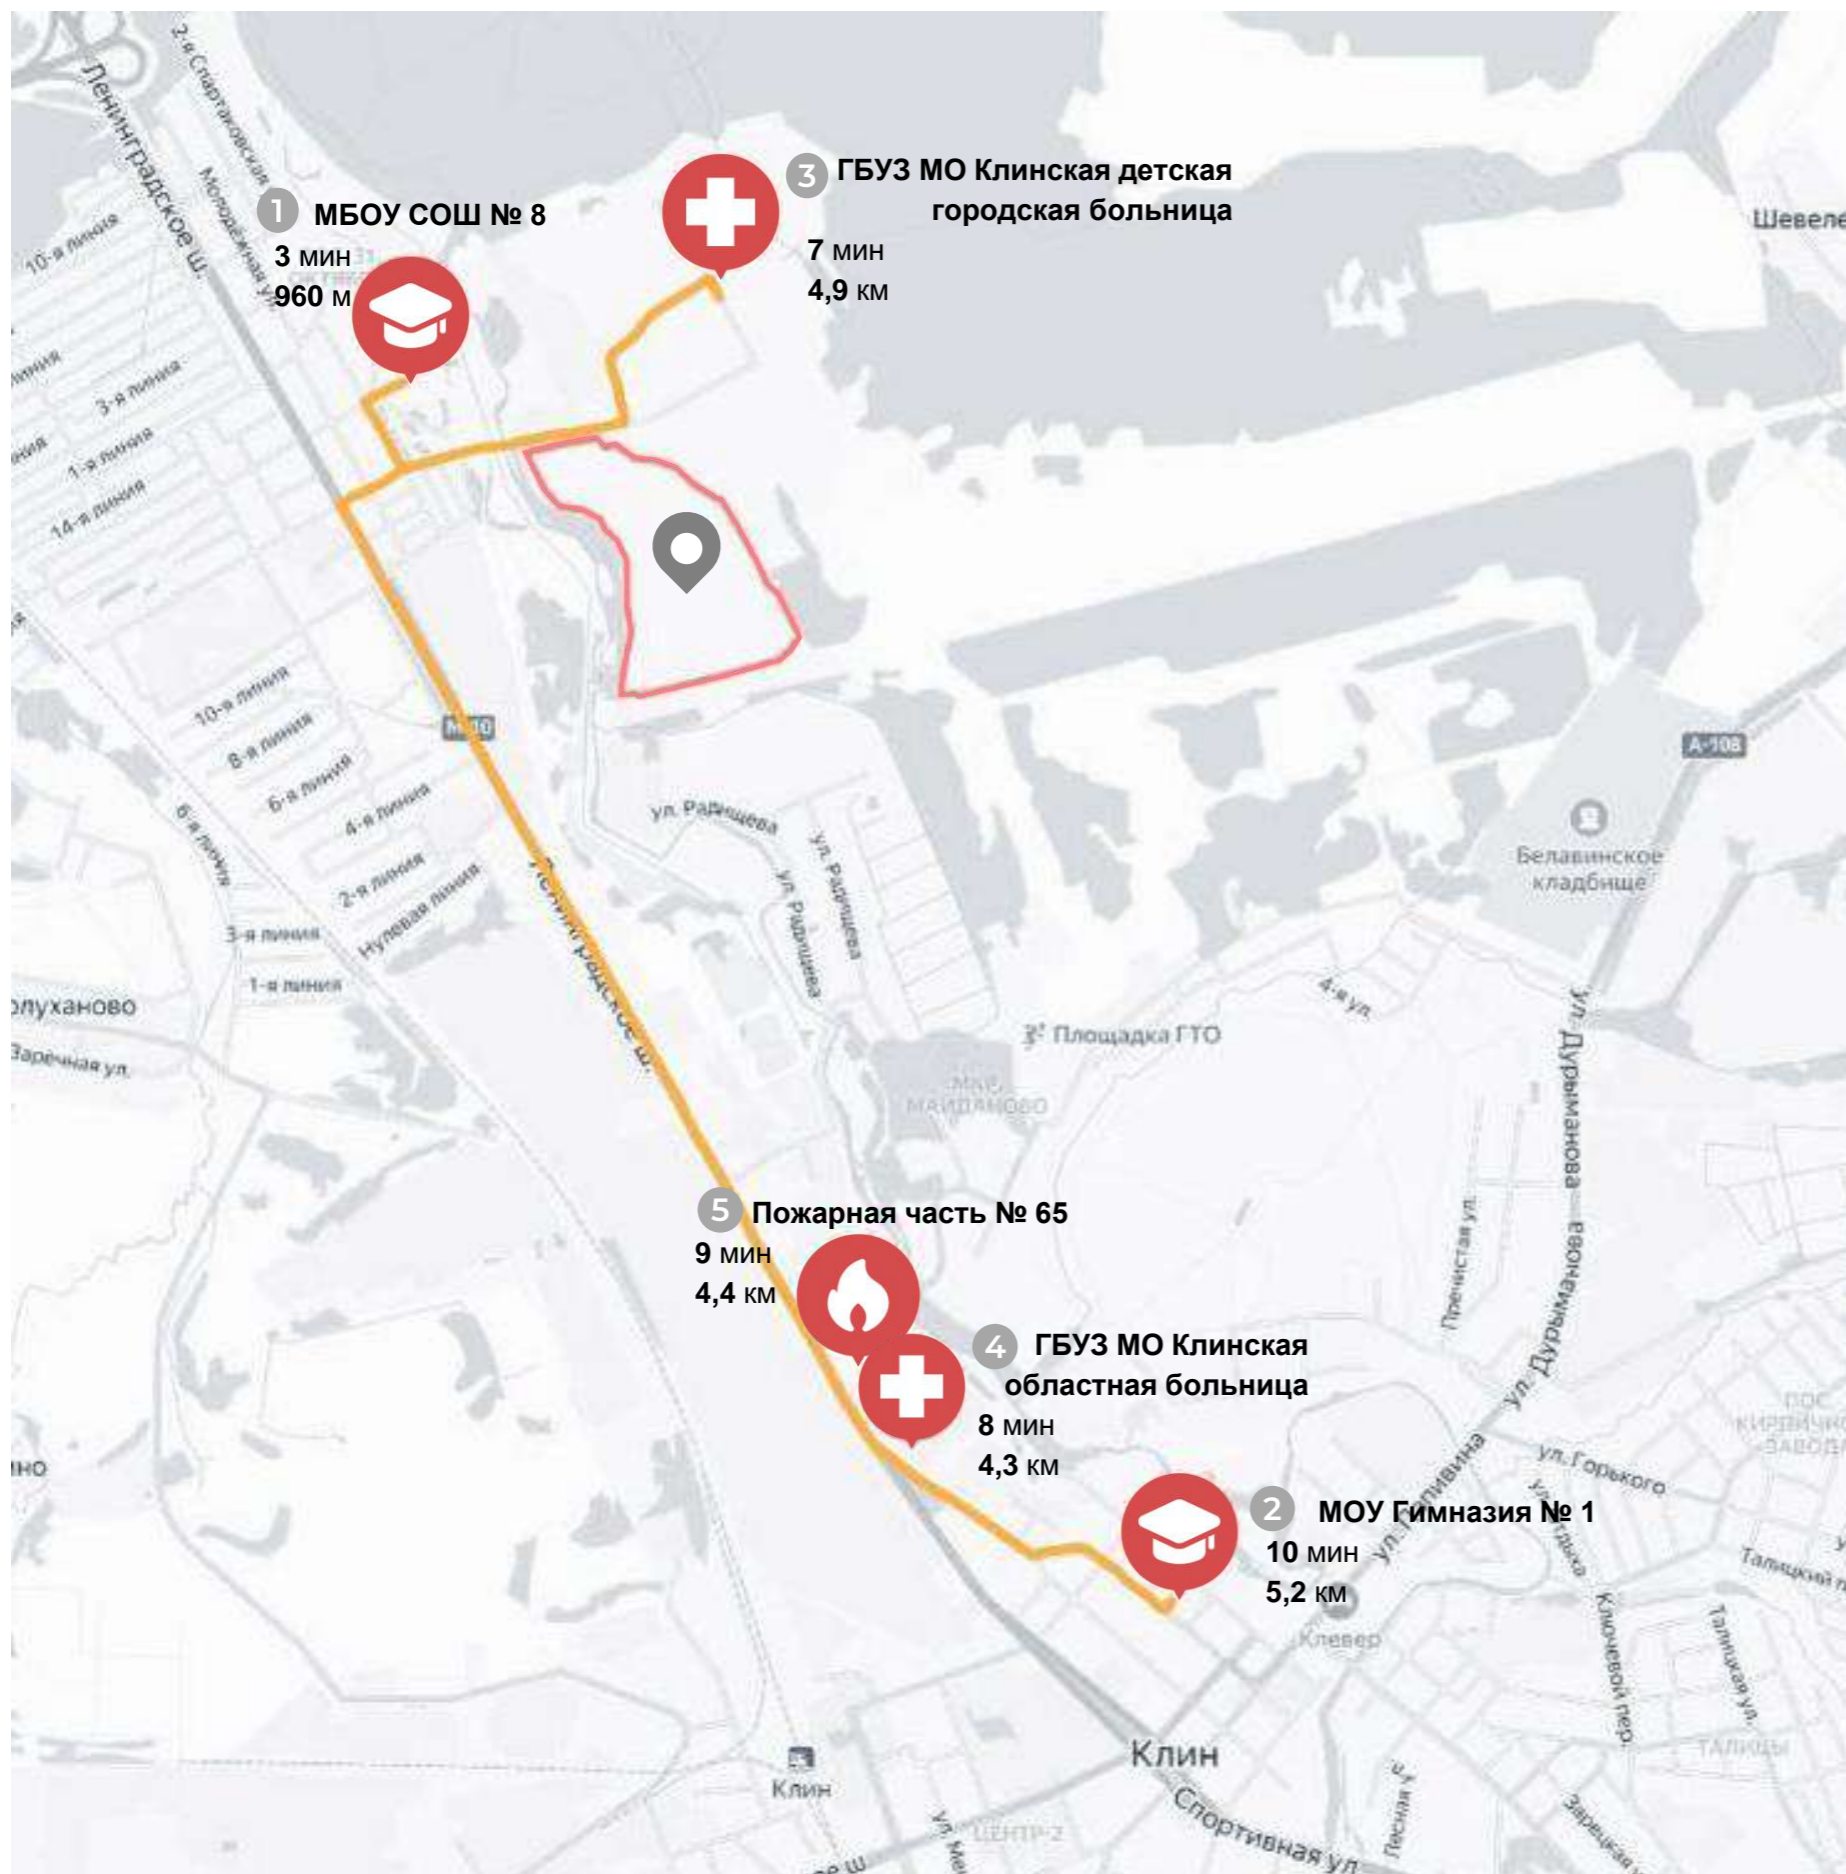 2-я Спартаковская
Ленинградское ш.
Молодёжная ул.
10-я линия
1
МБОУ СОШ № 8
3 мин
960 м
3
ГБУЗ МО Клинская детская
городская больница
7 мин
4,9 км
3-я линия
1-я линия
14-я линия
10-я линия
8-я линия
6-я линия
4-я линия
2-я линия
Нулевая линия
6-я линия
3-я линия
1-я линия
М-10
А-108
ул. Радищева
ул. Радищева
ул. Радищева
Белавинское
кладбище
4-я ул.
Ленинградское ш.
Заречная ул.
Площадка ГТО
МКР.
МАЙДАНОВО
ул. Дурыманова
ул. Дурыманова
Пречистая ул.
5
Пожарная часть № 65
9 мин
4,4 км
4
ГБУЗ МО Клинская
областная больница
8 мин
4,3 км
2
МОУ Гимназия № 1
10 мин
5,2 км
ул. Папивина
ул. Горького
Клевер
Ключевой пер.
Талицкая ул.
ТАЛИЦЫ
Клин
Клин
ЦЕНТР-2
Спортивная ул.